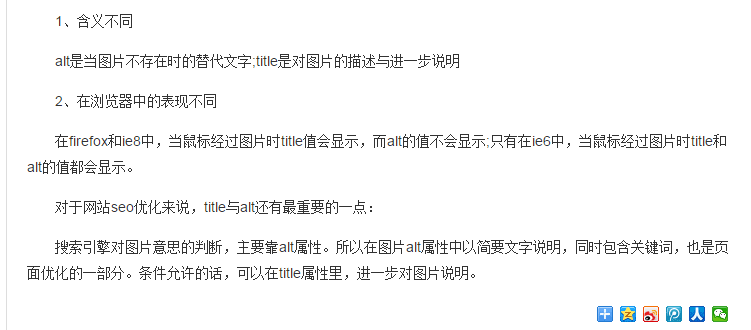 1、含义不同
alt是当图片不存在时的替代文字;title是对图片的描述与进一步说明
2、在浏览器中的表现不同
在firefox和ie8中，当鼠标经过图片时title值会显示，而alt的值不会显示;只有在ie6中，当鼠标经过图片时title和
alt的值都会显示。
对于网站seo优化来说，title与alt还有最重要的一点：
搜索引擎对图片意思的判断，主要靠alt属性。所以在图片alt属性中以简要文字说明，同时包含关键词，也是页
面优化的一部分。条件允许的话，可以在title属性里，进一步对图片说明。